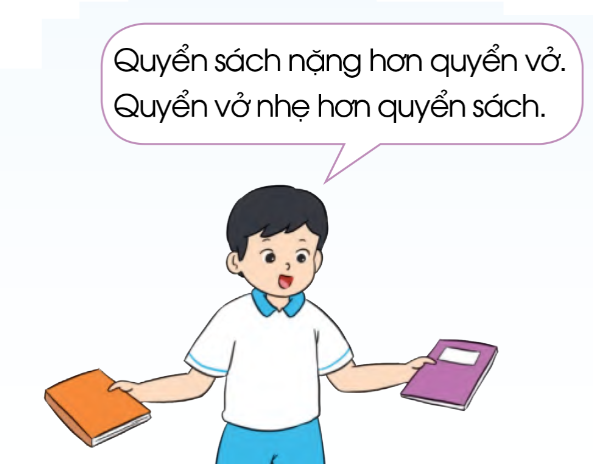 Quyển sách nặng hơn quyển vở.
Quyển vở nhẹ hơn quyển sách.